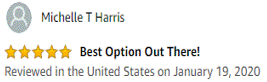 Michelle T Harris
Best Option Out There!
Reviewed in the United States on January 19, 2020